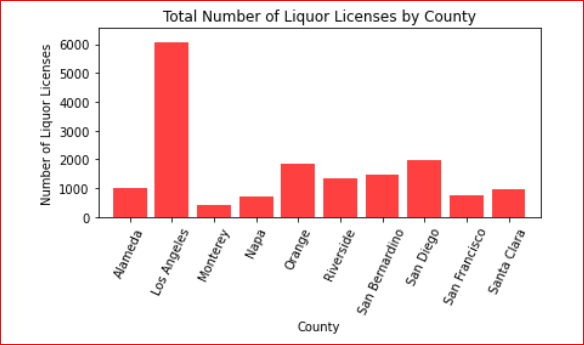 Total Number of Liquor Licenses by County
Number of Liquor Licenses
6000
5000
4000
3000
2000
1000
0
Alameda
Los Angeles
Monterey
Napa
Orange
Riverside
San Bernardino
San Diego
San Francisco
Santa Clara
County